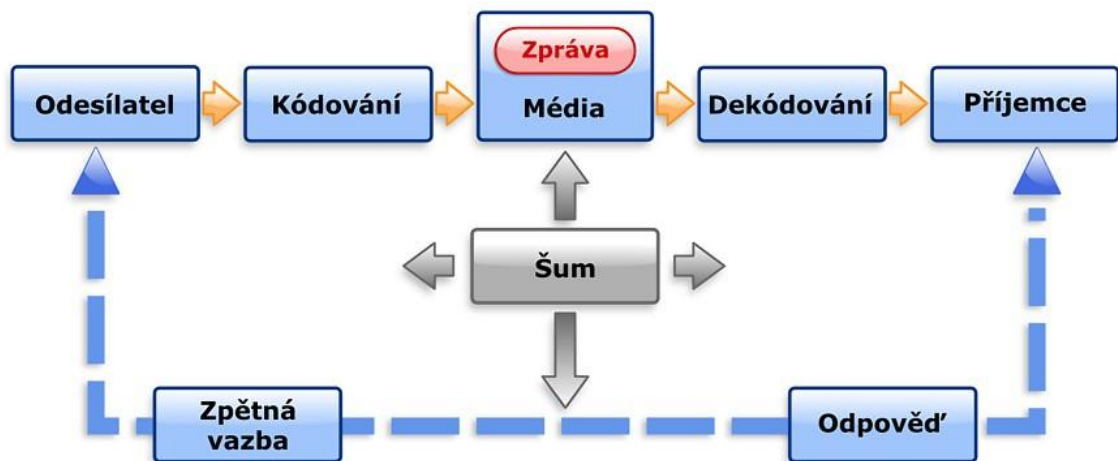 Zpráva
Odesílatel
Kódování
Média
Dekódování
Příjemce
Šum
Zpětná
vazba
Odpověď